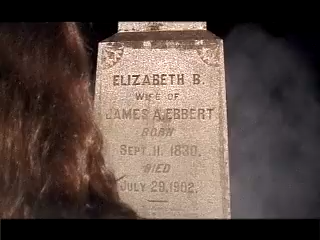 ELIZABETH B.
WIFE OF
JAMES A. EBBERT
BORN
SEPT. 11. 1830.
DIED
JULY 29, 1902.